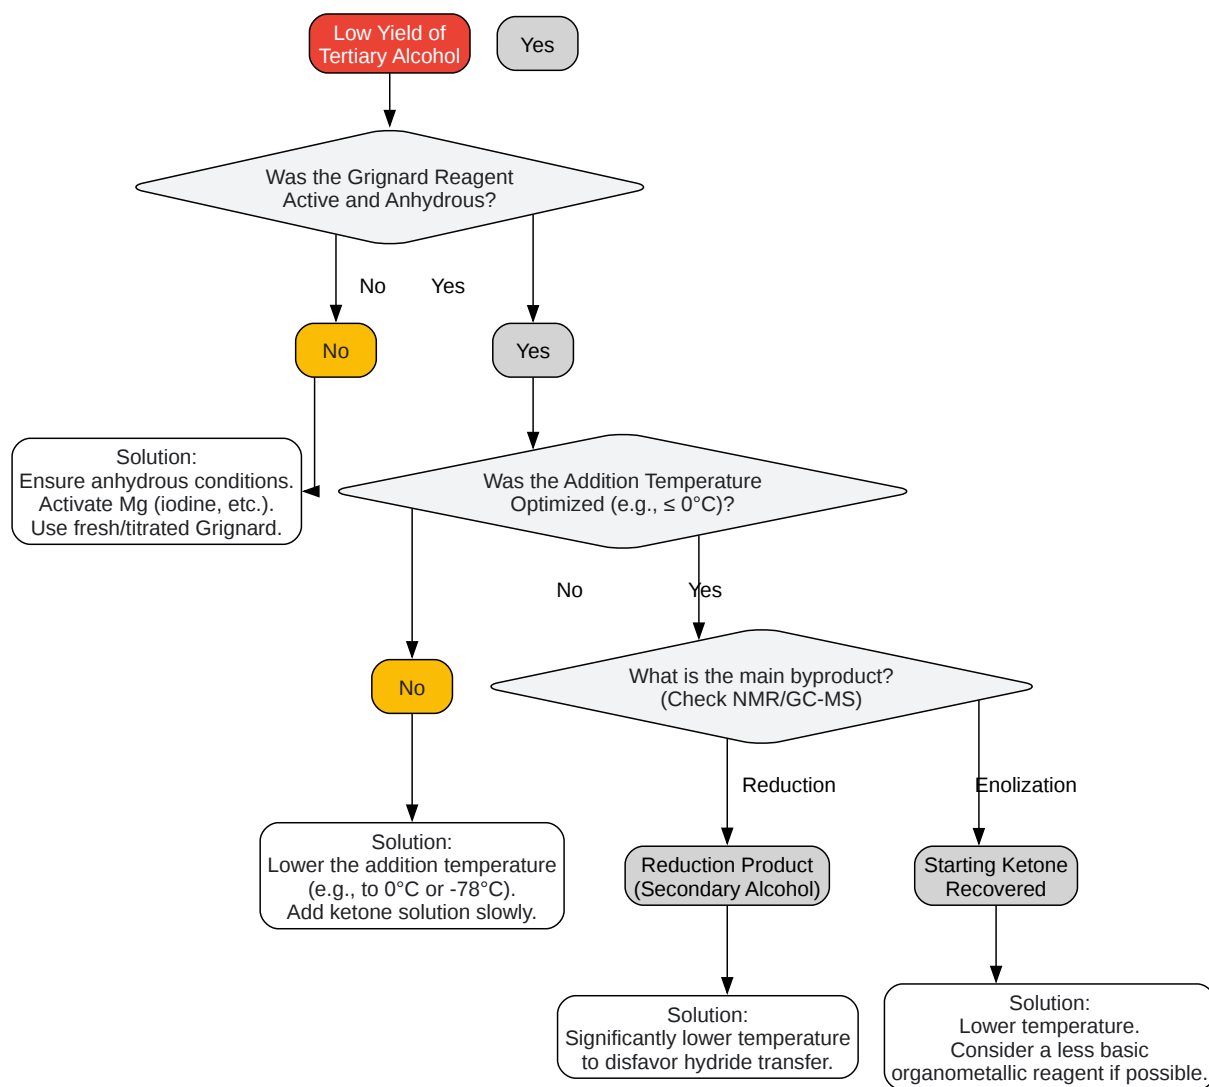 Low Yield of
Tertiary Alcohol
Yes
Was the Grignard Reagent
Active and Anhydrous?
No
Yes
No
Yes
Solution:
Ensure anhydrous conditions.
Activate Mg (iodine, etc.).
Use fresh/titrated Grignard.
Was the Addition Temperature
Optimized (e.g., ≤ 0°C)?
No
Yes
No
What is the main byproduct?
(Check NMR/GC-MS)
Reduction
Enolization
Solution:
Lower the addition temperature
(e.g., to 0°C or -78°C).
Add ketone solution slowly.
Reduction Product
(Secondary Alcohol)
Starting Ketone
Recovered
Solution:
Significantly lower temperature
to disfavor hydride transfer.
Solution:
Lower temperature.
Consider a less basic
organometallic reagent if possible.